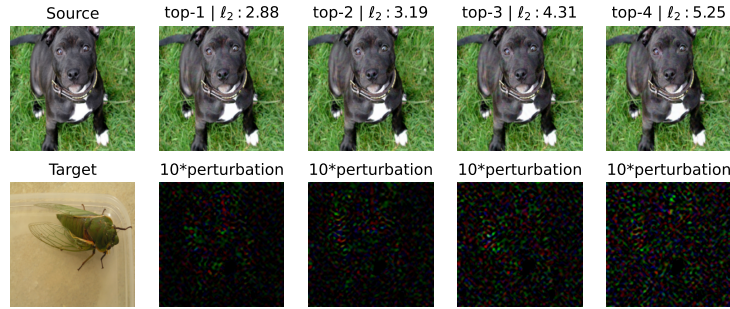 Source
top-1 | ℓ₂ : 2.88
top-2 | ℓ₂ : 3.19
top-3 | ℓ₂ : 4.31
top-4 | ℓ₂ : 5.25
Target
10*perturbation
10*perturbation
10*perturbation
10*perturbation